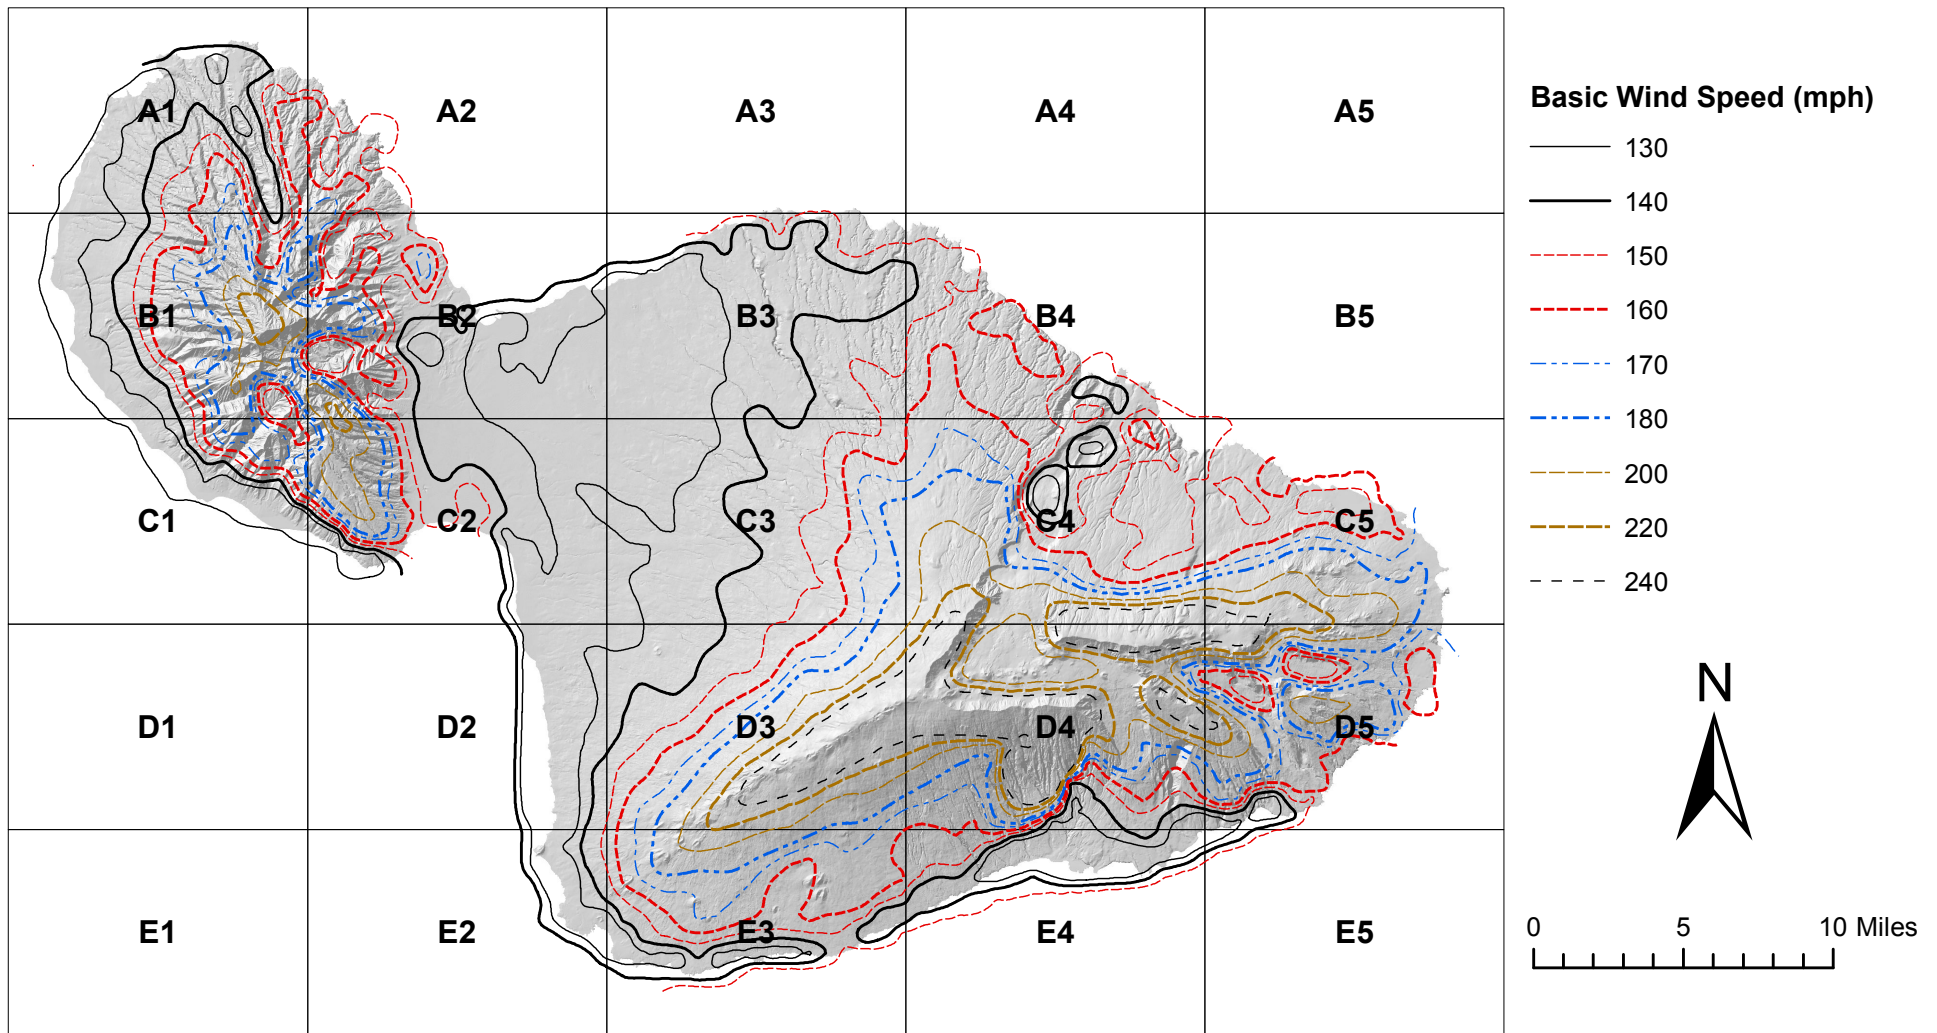 A1
A2
A3
A4
A5
B1
B2
B3
B4
B5
C1
C2
C3
C4
C5
D1
D2
D3
D4
D5
E1
E2
E3
E4
E5
Basic Wind Speed (mph)
130
140
150
160
170
180
200
220
240
N
0 5 10 Miles